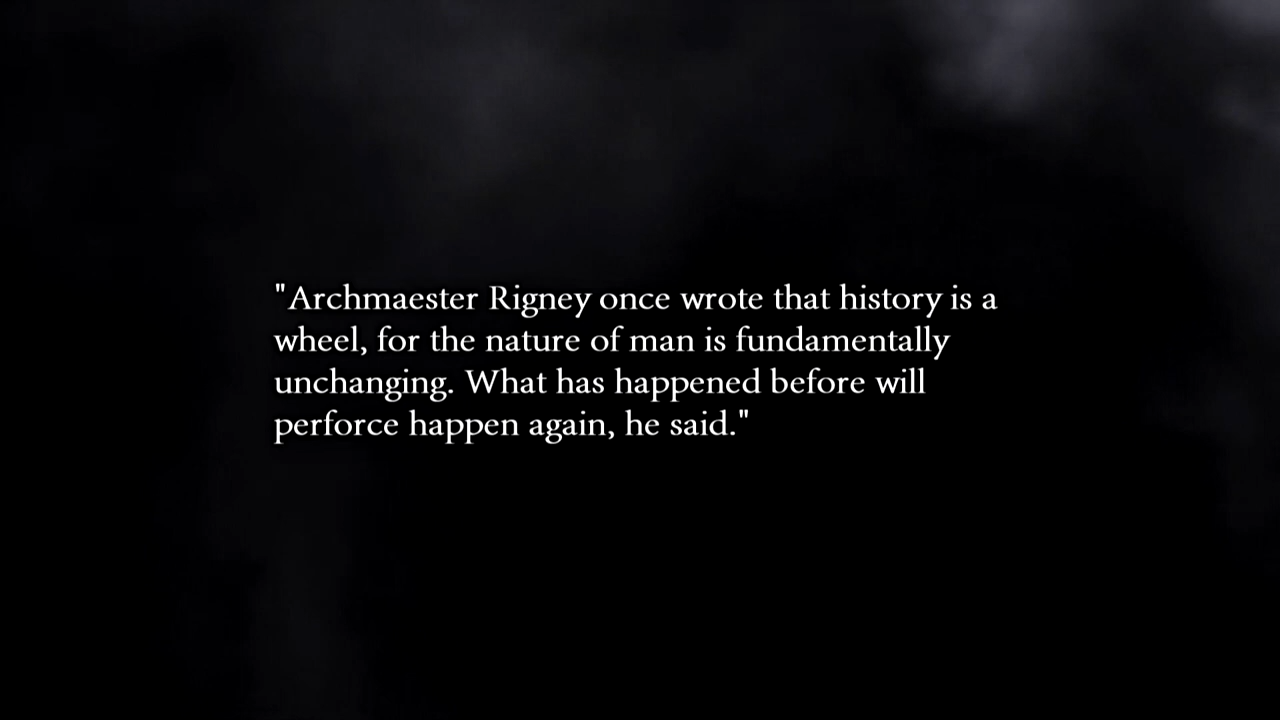 "Archmaester Rigney once wrote that history is a
wheel, for the nature of man is fundamentally
unchanging. What has happened before will
perforce happen again, he said."